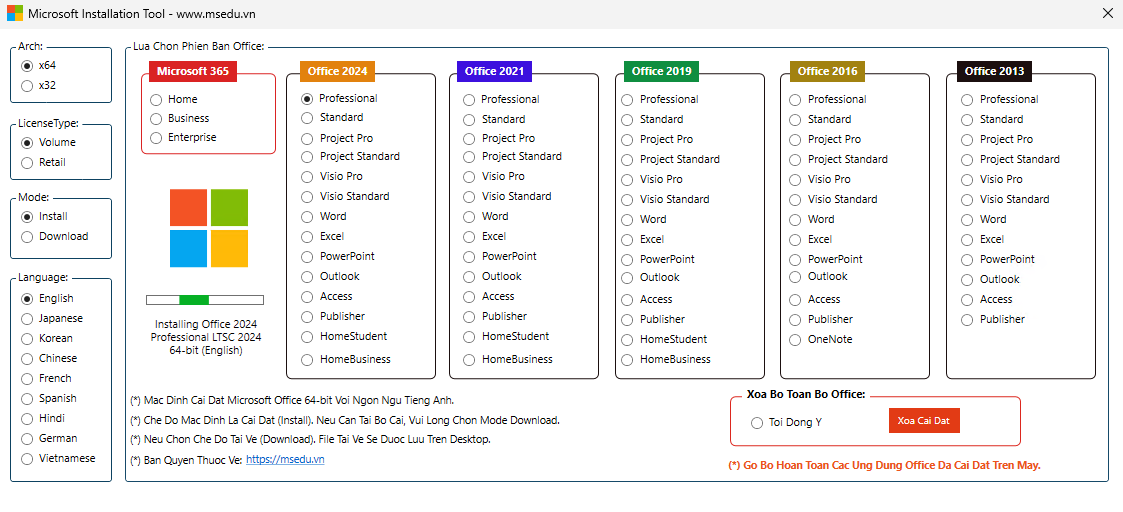 Microsoft Installation Tool - www.msedu.vn
Arch:
x64
x32
LicenseType:
Volume
Retail
Mode:
Install
Download
Language:
English
Japanese
Korean
Chinese
French
Spanish
Hindi
German
Vietnamese
Lua Chon Phien Ban Office:
Microsoft 365
Home
Business
Enterprise
Installing Office 2024
Professional LTSC 2024
64-bit (English)
Office 2024
Professional
Standard
Project Pro
Project Standard
Visio Pro
Visio Standard
Word
Excel
PowerPoint
Outlook
Access
Publisher
HomeStudent
HomeBusiness
Office 2021
Professional
Standard
Project Pro
Project Standard
Visio Pro
Visio Standard
Word
Excel
PowerPoint
Outlook
Access
Publisher
HomeStudent
HomeBusiness
Office 2019
Professional
Standard
Project Pro
Project Standard
Visio Pro
Visio Standard
Word
Excel
PowerPoint
Outlook
Access
Publisher
HomeStudent
HomeBusiness
Office 2016
Professional
Standard
Project Pro
Project Standard
Visio Pro
Visio Standard
Word
Excel
PowerPoint
Outlook
Access
Publisher
OneNote
Office 2013
Professional
Standard
Project Pro
Project Standard
Visio Pro
Visio Standard
Word
Excel
PowerPoint
Outlook
Access
Publisher
(*) Mac Dinh Cai Dat Microsoft Office 64-bit Voi Ngon Ngu Tieng Anh.
(*) Che Do Mac Dinh La Cai Dat (Install). Neu Can Tai Bo Cai, Vui Long Chon Mode Download.
(*) Neu Chon Che Do Tai Ve (Download). File Tai Ve Se Duoc Luu Tren Desktop.
(*) Ban Quyen Thuoc Ve: https://msedu.vn
Xoa Bo Toan Bo Office:
Toi Dong Y
Xoa Cai Dat
(*) Go Bo Hoan Toan Cac Ung Dung Office Da Cai Dat Tren May.